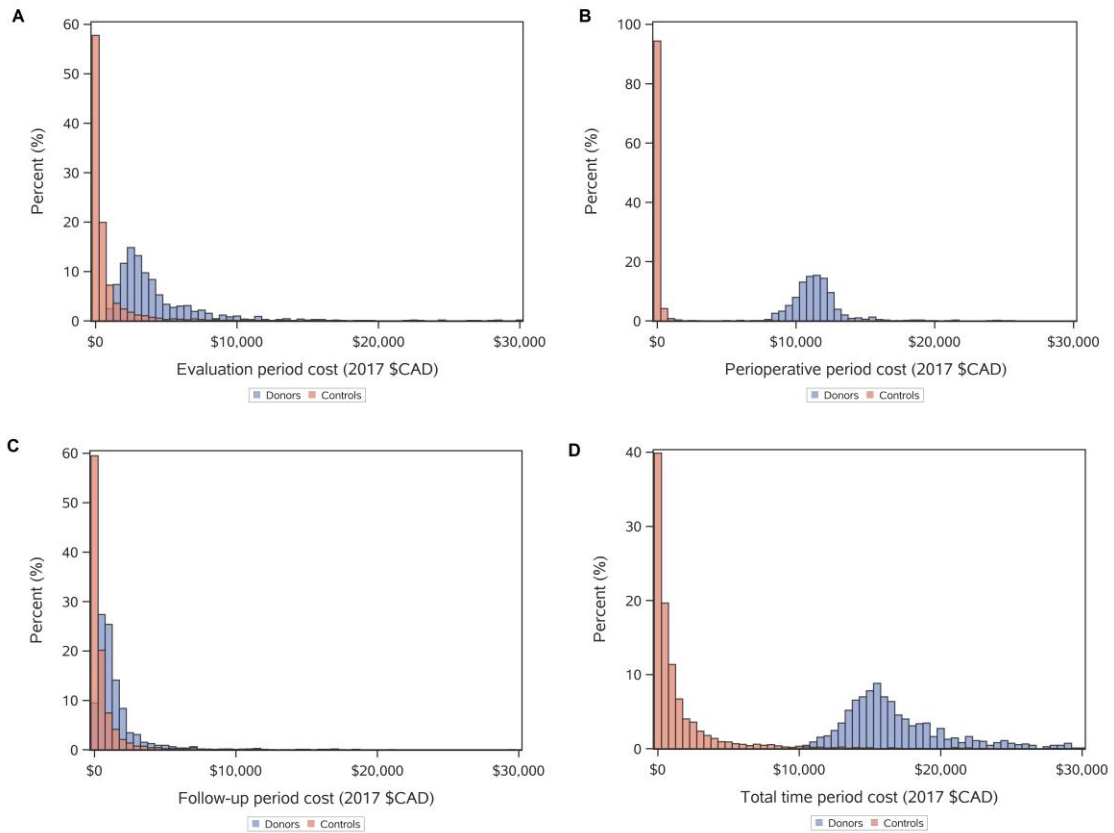 A
60
50
40
30
20
10
0
Percent (%)
$0 $10,000 $20,000 $30,000
Evaluation period cost (2017 $CAD)
Donors Controls
B
100
80
60
40
20
0
Percent (%)
$0 $10,000 $20,000 $30,000
Perioperative period cost (2017 $CAD)
Donors Controls
C
60
50
40
30
20
10
0
Percent (%)
$0 $10,000 $20,000 $30,000
Follow-up period cost (2017 $CAD)
Donors Controls
D
40
30
20
10
0
Percent (%)
$0 $10,000 $20,000 $30,000
Total time period cost (2017 $CAD)
Donors Controls